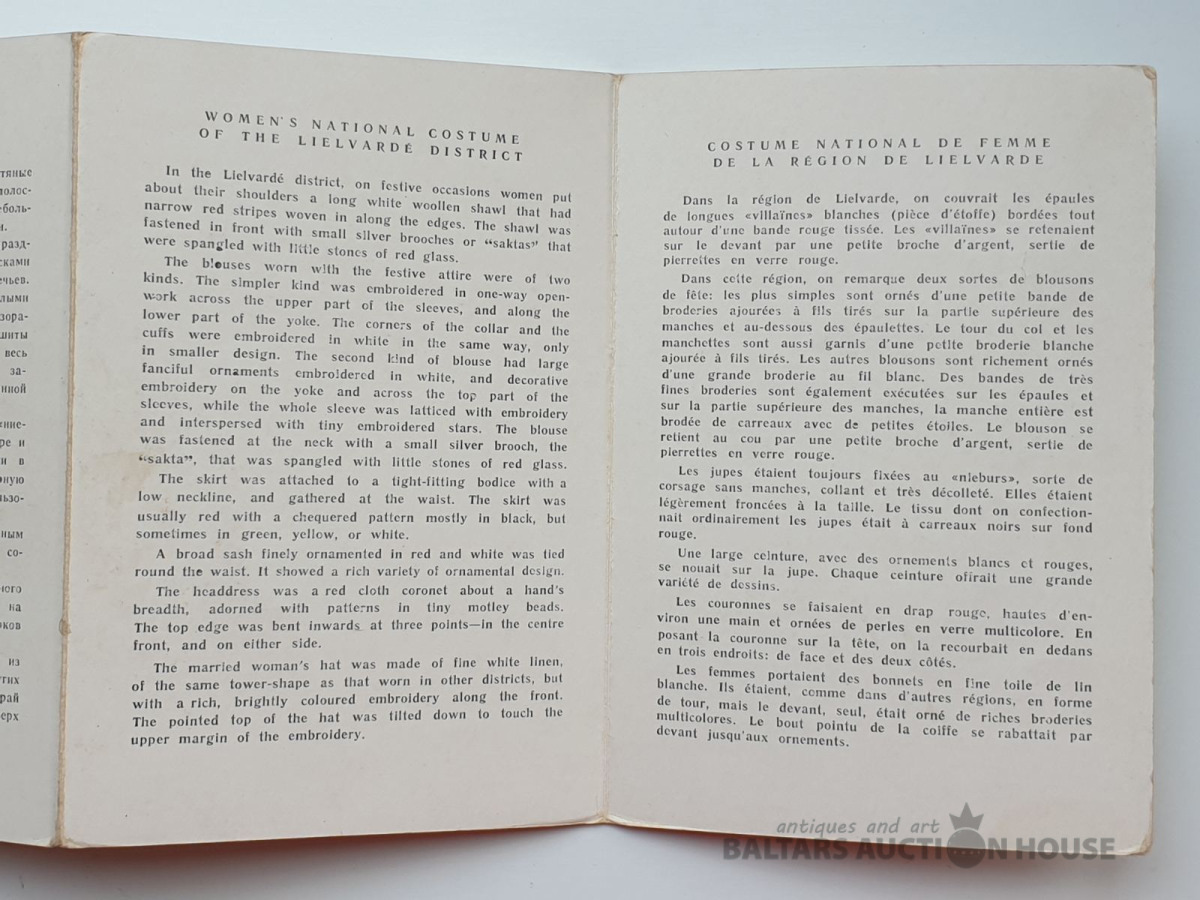 тяные
полос-
боль-
и.
разд-
сками
ечьев.
лыми
зора-
шиты
весь
за-
нной
«ние-
ре и
и в
рную
льзо-
ным
со-
ного
на
ков
из
гих
рай
ерх
WOMEN'S NATIONAL COSTUME
OF THE LIELVARDÉ DISTRICT
In the Lielvardé district, on festive occasions women put
about their shoulders a long white woollen shawl that had
narrow red stripes woven in along the edges. The shawl was
fastened in front with small silver brooches or “saktas” that
were spangled with little stones of red glass.
The blouses worn with the festive attire were of two
kinds. The simpler kind was embroidered in one-way open-
work across the upper part of the sleeves, and along the
lower part of the yoke. The corners of the collar and the
cuffs were embroidered in white in the same way, only
in smaller design. The second kind of blouse had large
fanciful ornaments embroidered in white, and decorative
embroidery on the yoke and across the top part of the
sleeves, while the whole sleeve was latticed with embroidery
and interspersed with tiny embroidered stars. The blouse
was fastened at the neck with a small silver brooch, the
“sakta”, that was spangled with little stones of red glass.
The skirt was attached to a tight-fitting bodice with a
low neckline, and gathered at the waist. The skirt was
usually red with a chequered pattern mostly in black, but
sometimes in green, yellow, or white.
A broad sash finely ornamented in red and white was tied
round the waist. It showed a rich variety of ornamental design.
The headdress was a red cloth coronet about a hand's
breadth, adorned with patterns in tiny motley beads.
The top edge was bent inwards at three points—in the centre
front, and on either side.
The married woman's hat was made of fine white linen,
of the same tower-shape as that worn in other districts, but
with a rich, brightly coloured embroidery along the front.
The pointed top of the hat was tilted down to touch the
upper margin of the embroidery.
COSTUME NATIONAL DE FEMME
DE LA RÉGION DE LIELVARDE
Dans la région de Lielvarde, on couvrait les épaules
de longues «villaïnes» blanches (pièce d'étoffe) bordées tout
autour d'une bande rouge tissée. Les «villaïnes» se retenaient
sur le devant par une petite broche d'argent, sertie de
pierrettes en verre rouge.
Dans cette région, on remarque deux sortes de blousons
de fête: les plus simples sont ornés d'une petite bande de
broderies ajourées à fils tirés sur la partie supérieure des
manches et au-dessous des épaulettes. Le tour du col et les
manchettes sont aussi garnis d'une petite broderie blanche
ajourée à fils tirés. Les autres blousons sont richement ornés
d'une grande broderie au fil blanc. Des bandes de très
fines broderies sont également exécutées sur les épaules et
sur la partie supérieure des manches, la manche entière est
brodée de carreaux avec de petites étoiles. Le blouson se
retient au cou par une petite broche d'argent, sertie de
pierrettes en verre rouge.
Les jupes étaient toujours fixées au «nieburs», sorte de
corsage sans manches, collant et très décolleté. Elles étaient
légèrement froncées à la taille. Le tissu dont on confection-
nait ordinairement les jupes était à carreaux noirs sur fond
rouge.
Une large ceinture, avec des ornements blancs et rouges,
se nouait sur la jupe. Chaque ceinture ofirait une grande
variété de dessins.
Les couronnes se faisaient en drap rouge, hautes d'en-
viron une main et ornées de perles en verre multicolore. En
posant la couronne sur la tête, on la recourbait en dedans
en trois endroits: de face et des deux côtés.
Les femmes portaient des bonnets en fine toile de lin
blanche. Ils étaient, comme dans d'autres régions, en forme
de tour, mais le devant, seul, était orné de riches broderies
multicolores. Le bout pointu de la coiffe se rabattait par
devant jusqu'aux ornements.
antiques and art
BALTARS AUCTION HOUSE